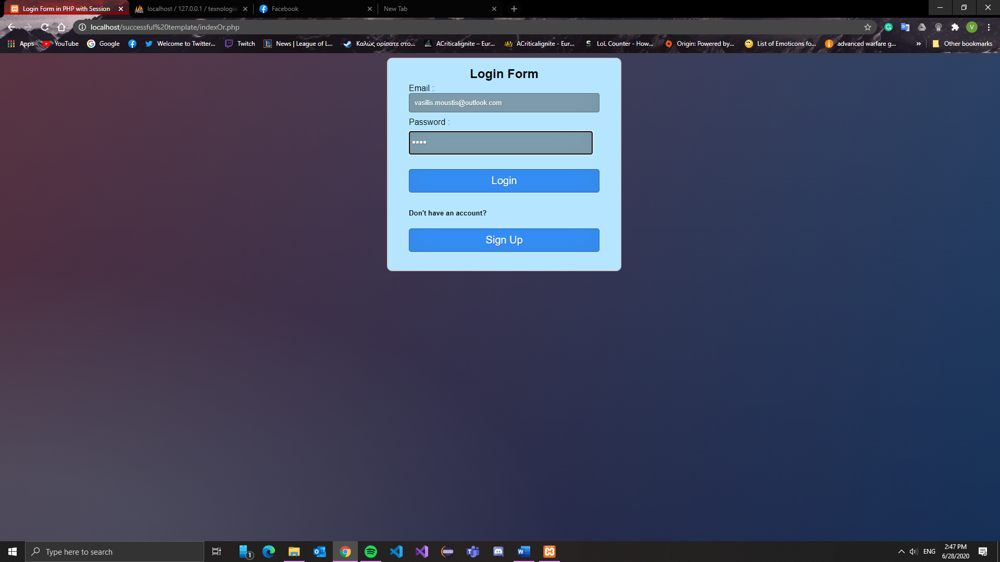 Login Form in PHP with Session
localhost / 127.0.0.1 / texnologia
Facebook
New Tab
localhost/successful%20template/indexOr.php
Apps YouTube Google Welcome to Twitter... Twitch News | League of L... Καλώς ορίσατε στο... ACriticalignite – Eur... ACriticalignite - Eur... LoL Counter - How... Origin: Powered by... List of Emoticons fo... advanced warfare g... » Other bookmarks
Login Form
Email :
vasilis.moustis@outlook.com
Password :
••••
Login
Don't have an account?
Sign Up
Type here to search
1
ENG
2:47 PM
6/28/2020